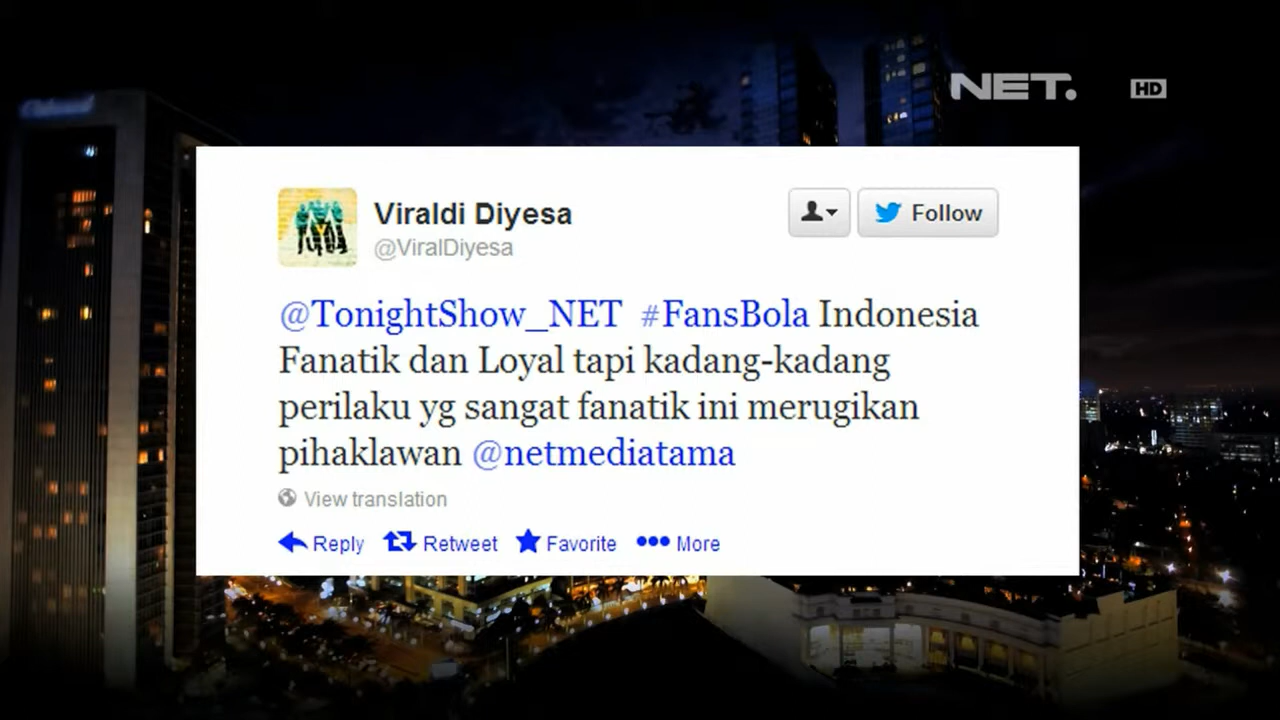 NET.
HD
Viraldi Diyesa
@ViralDiyesa
Follow
@TonightShow_NET #FansBola Indonesia
Fanatik dan Loyal tapi kadang-kadang
perilaku yg sangat fanatik ini merugikan
pihaklawan @netmediatama
View translation
Reply Retweet Favorite More